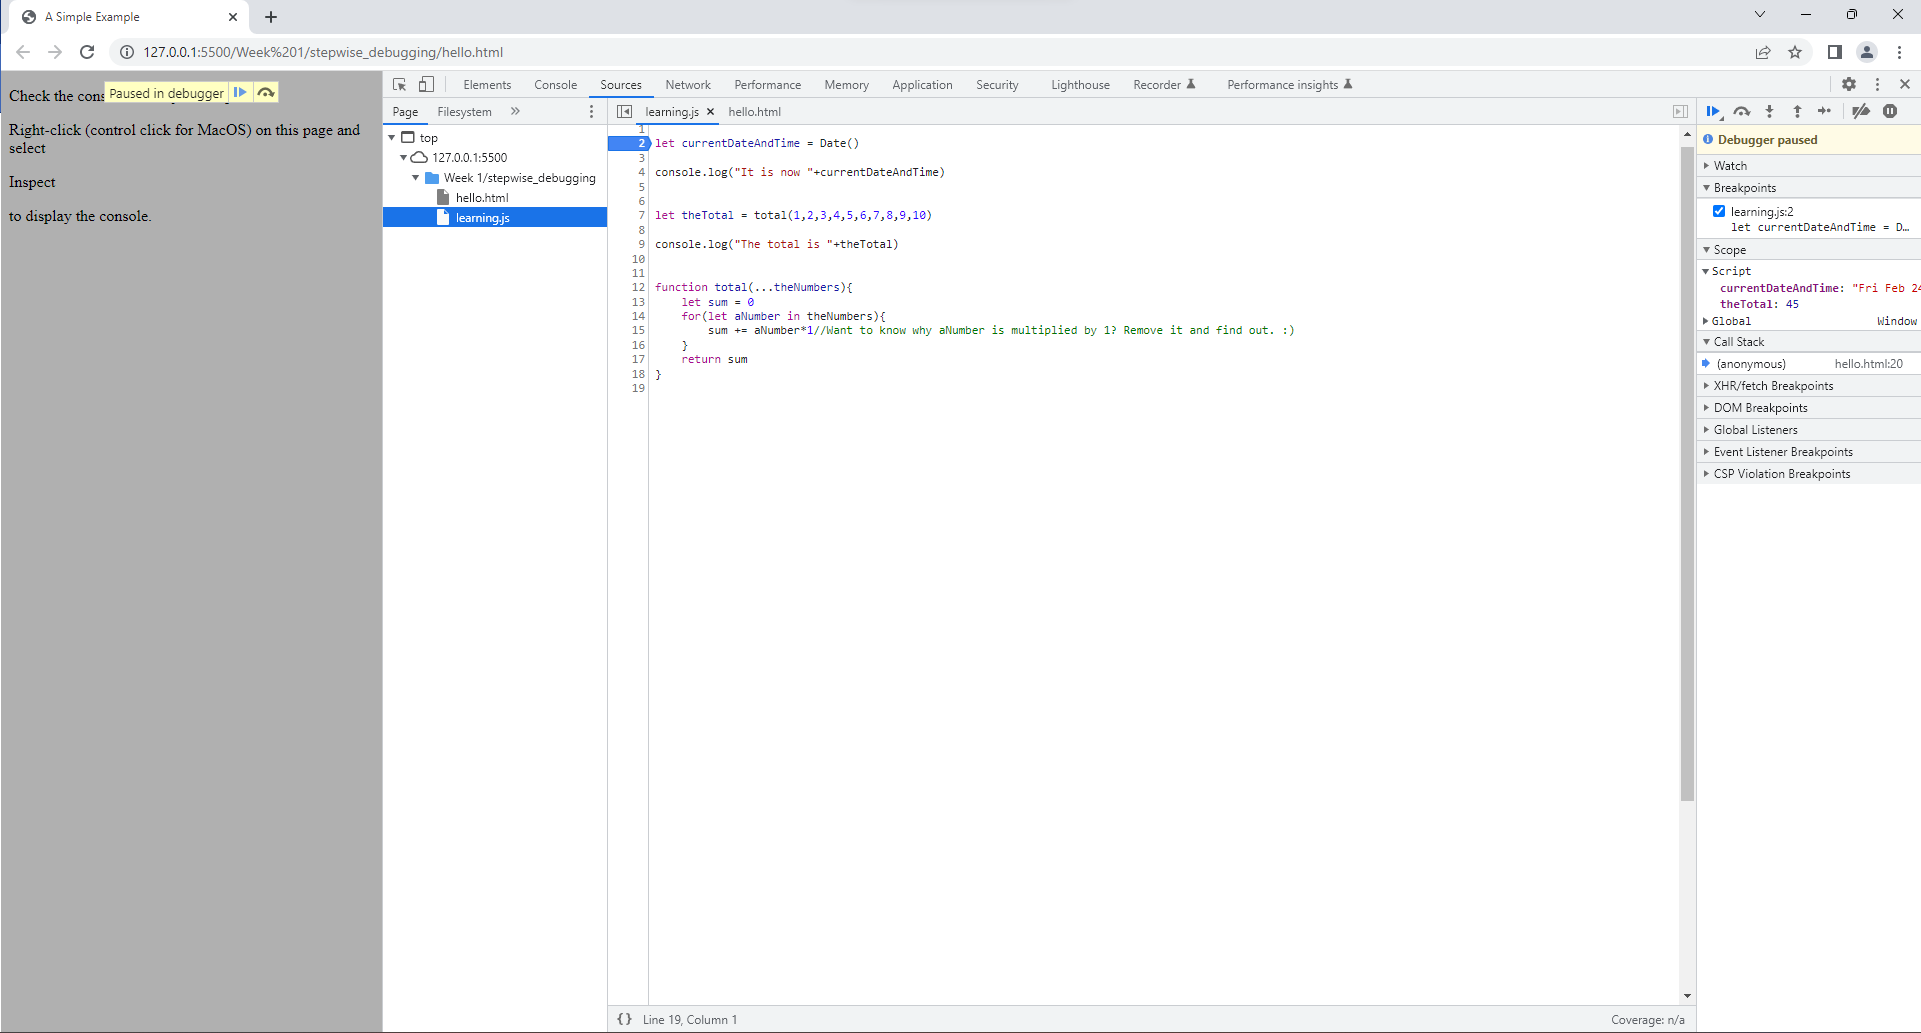 A Simple Example
127.0.0.1:5500/Week%201/stepwise_debugging/hello.html
Check the cons
Paused in debugger
Right-click (control click for MacOS) on this page and
select
Inspect
to display the console.
Elements Console Sources Network Performance Memory Application Security Lighthouse Recorder Performance insights
Page Filesystem »
top
127.0.0.1:5500
Week 1/stepwise_debugging
hello.html
learning.js
learning.js hello.html
1
2 let currentDateAndTime = Date()
3
4 console.log("It is now "+currentDateAndTime)
5
6
7 let theTotal = total(1,2,3,4,5,6,7,8,9,10)
8
9 console.log("The total is "+theTotal)
10
11
12 function total(...theNumbers){
13 let sum = 0
14 for(let aNumber in theNumbers){
15 sum += aNumber*1//Want to know why aNumber is multiplied by 1? Remove it and find out. :)
16 }
17 return sum
18 }
19
{} Line 19, Column 1
Coverage: n/a
Debugger paused
Watch
Breakpoints
learning.js:2
let currentDateAndTime = D…
Scope
Script
currentDateAndTime: "Fri Feb 24
theTotal: 45
Global Window
Call Stack
(anonymous) hello.html:20
XHR/fetch Breakpoints
DOM Breakpoints
Global Listeners
Event Listener Breakpoints
CSP Violation Breakpoints